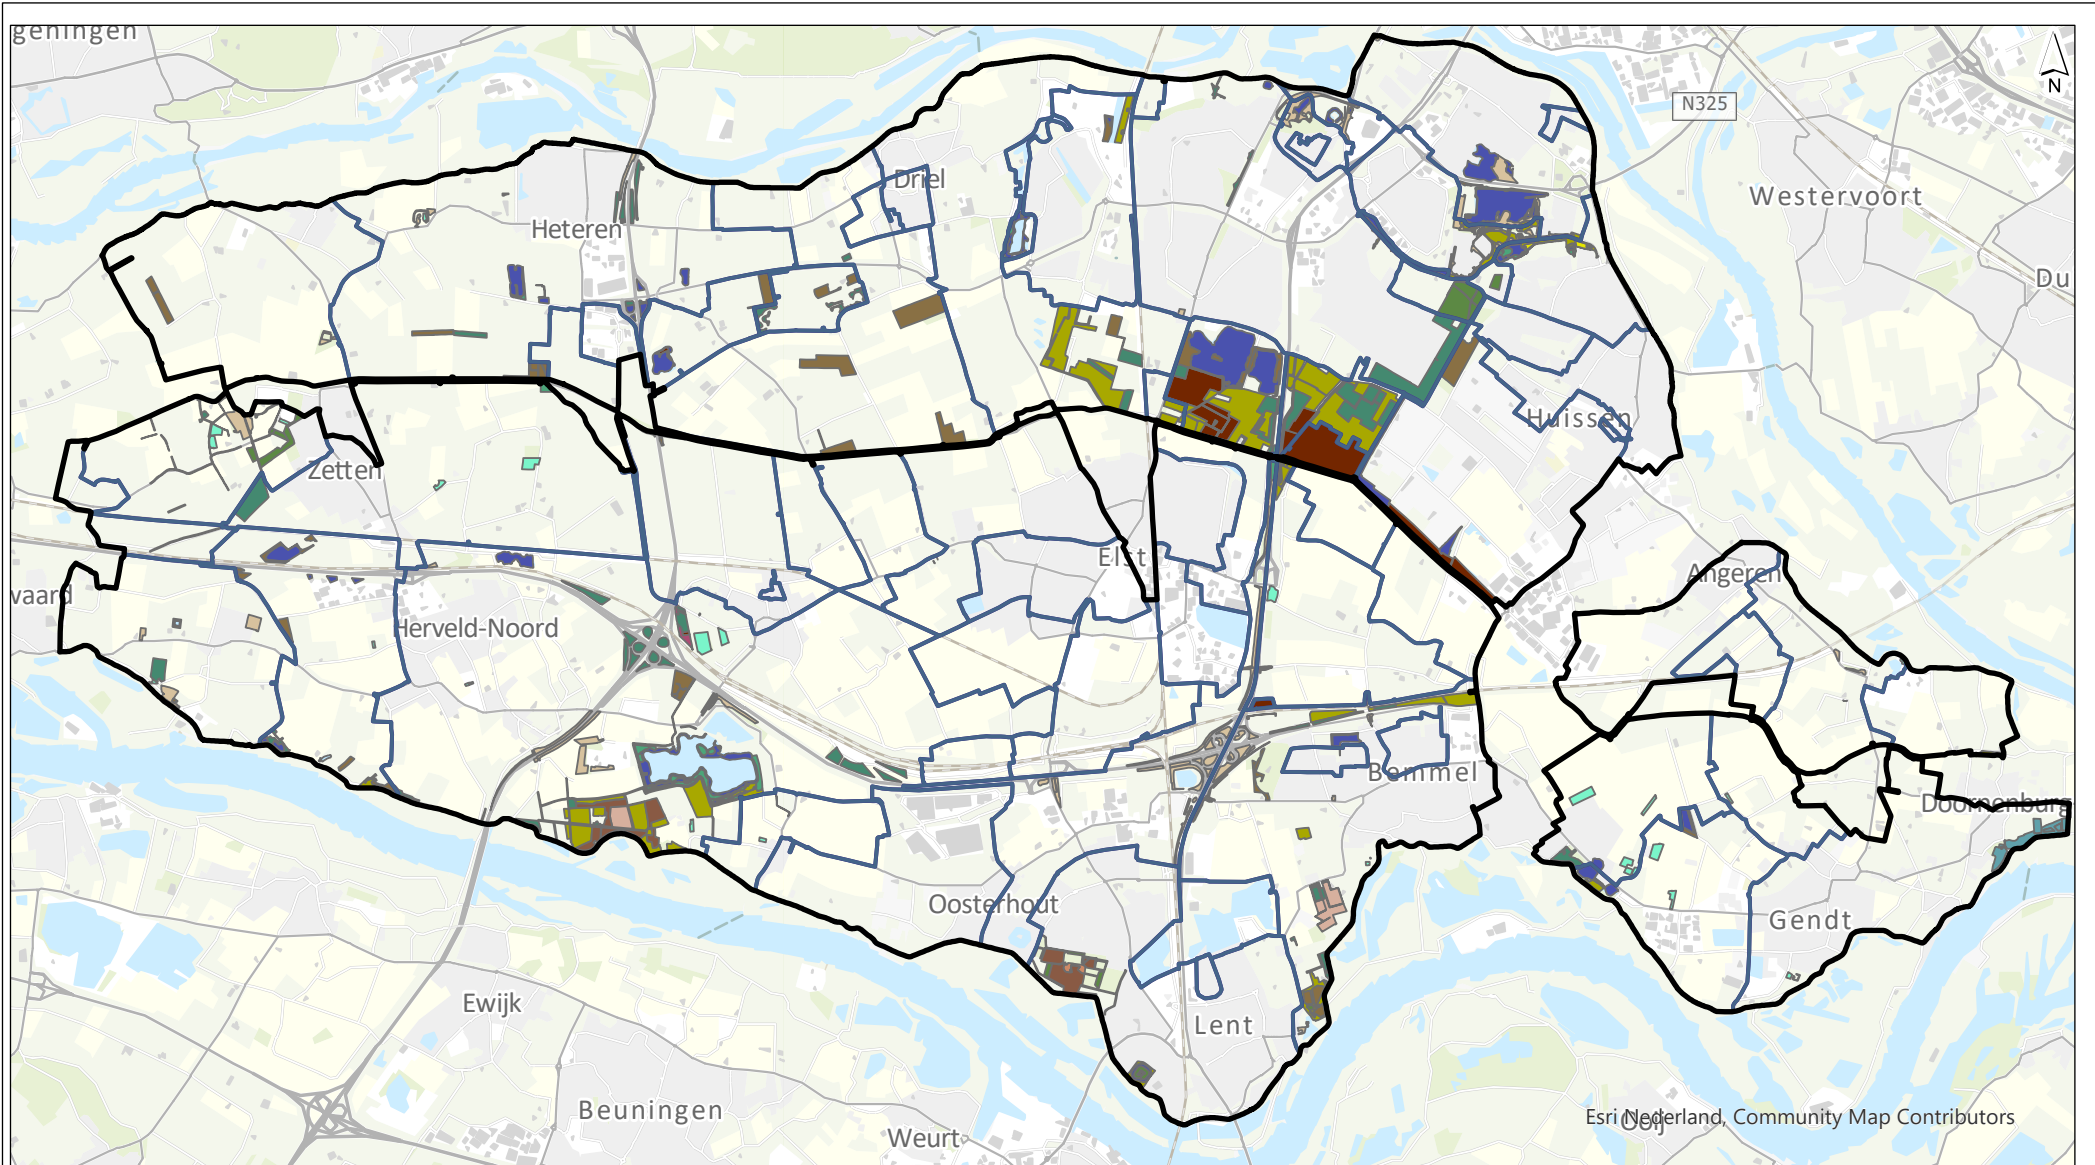 geningen
N
N325
Driel
Westervoort
Heteren
Du
Huissen
Zetten
Elst
Angeren
vaard
Herveld-Noord
Bemmel
Doornenburg
Oosterhout
Gendt
Ewijk
Lent
Beuningen
Esri Nederland, Community Map Contributors
Ooij
Weurt